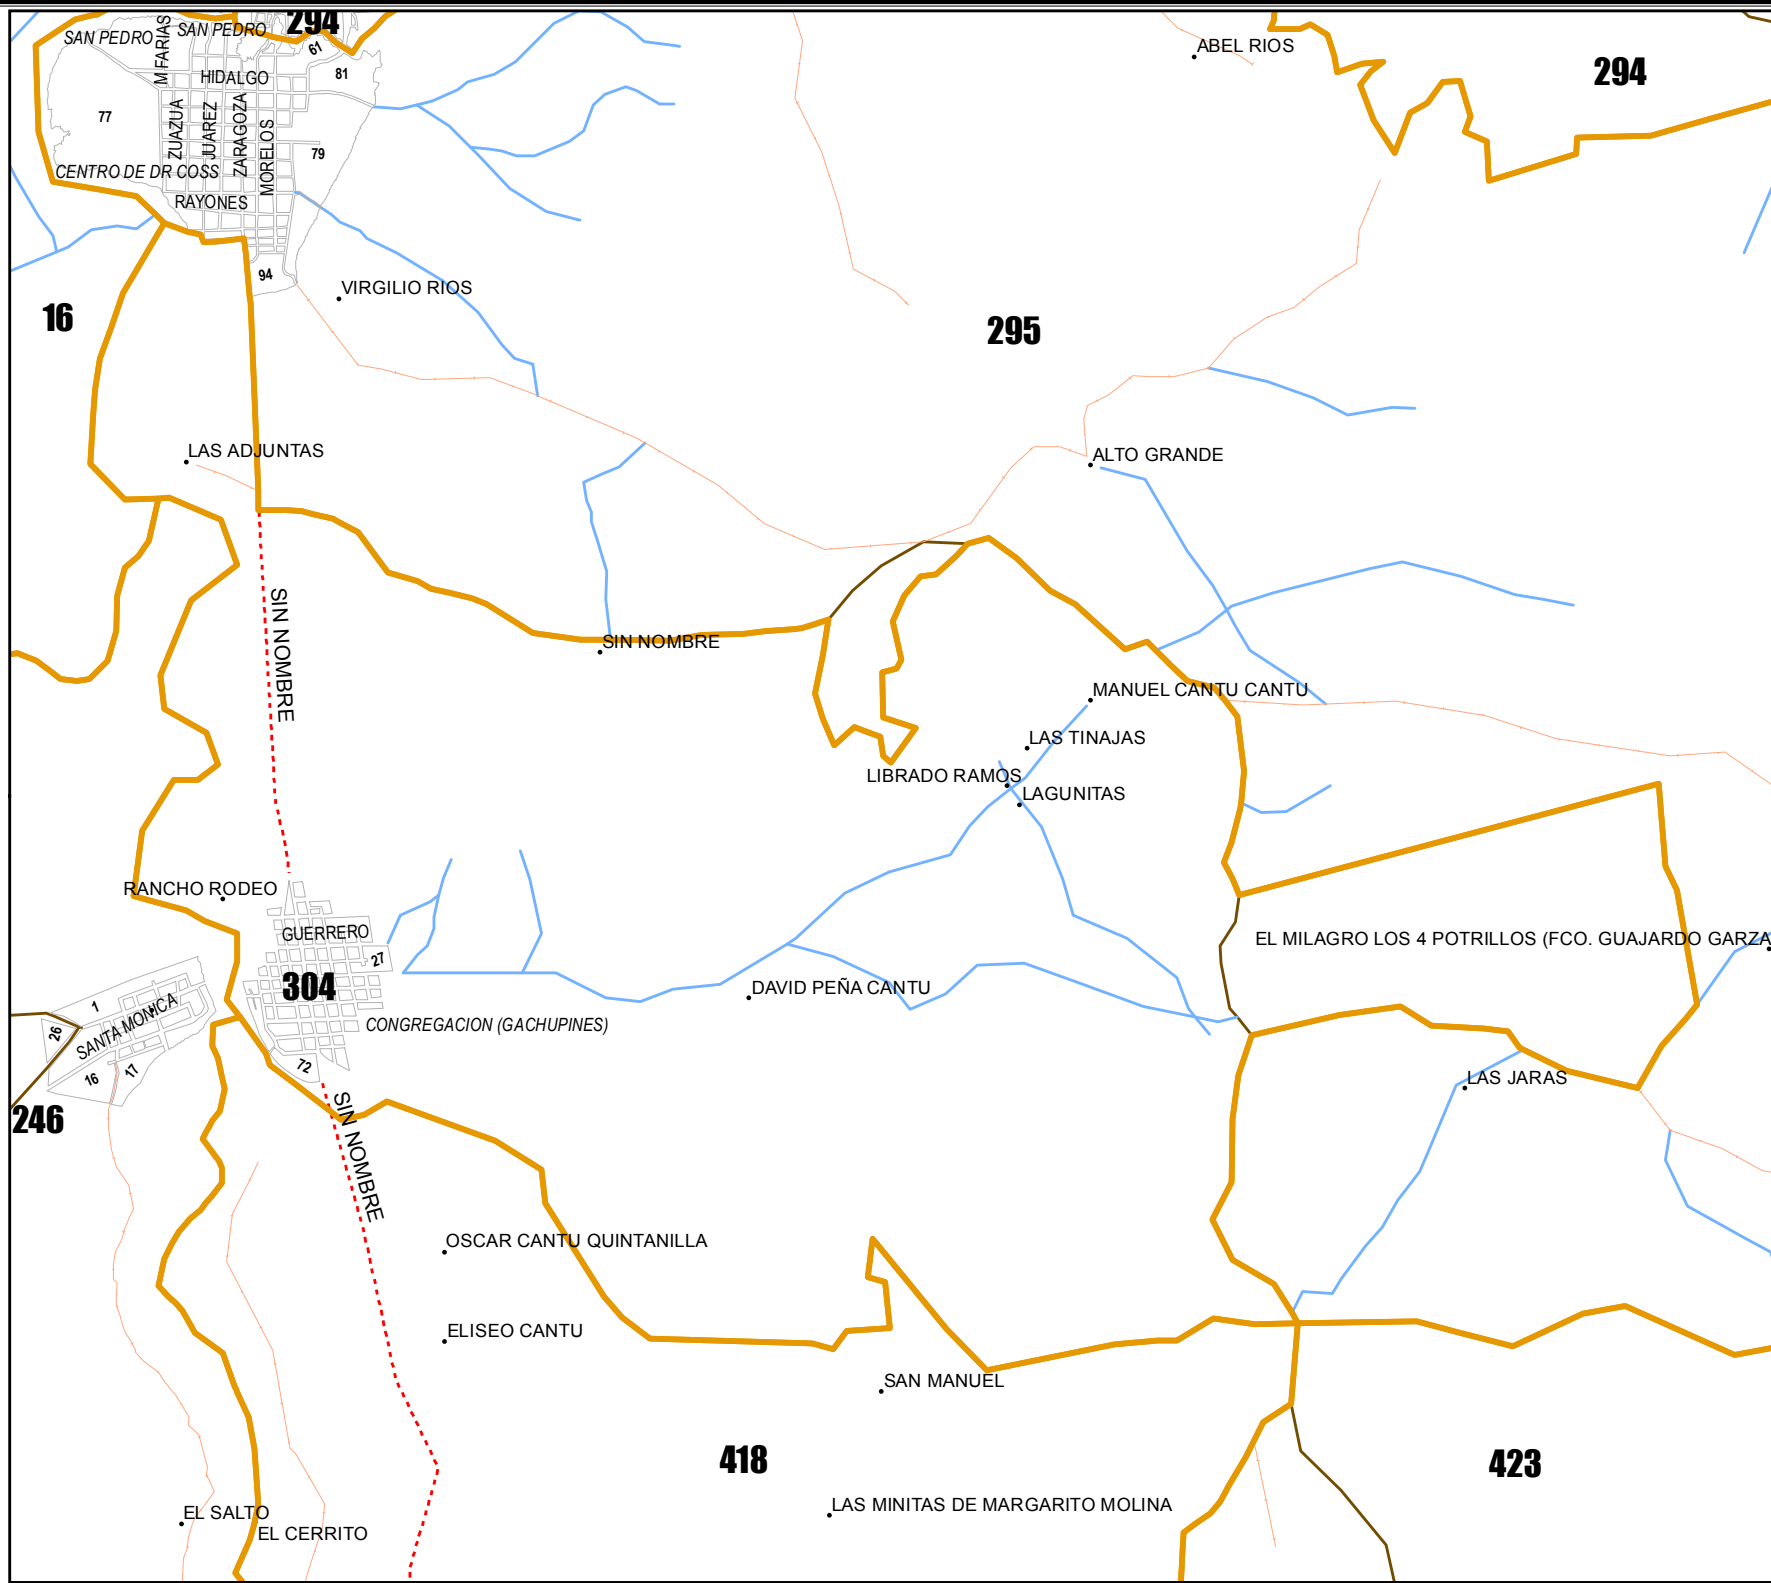 294
SAN PEDRO
SAN PEDRO
M FARIAS
61
ABEL RIOS
294
HIDALGO
81
77
ZUAZUA
JUAREZ
ZARAGOZA
MORELOS
79
CENTRO DE DR COSS
RAYONES
94
VIRGILIO RIOS
16
295
LAS ADJUNTAS
ALTO GRANDE
SIN NOMBRE
SIN NOMBRE
MANUEL CANTU CANTU
LAS TINAJAS
LIBRADO RAMOS
LAGUNITAS
RANCHO RODEO
GUERRERO
27
EL MILAGRO LOS 4 POTRILLOS (FCO. GUAJARDO GARZA
304
DAVID PEÑA CANTU
1
SANTA MONICA
26
CONGREGACION (GACHUPINES)
72
16
17
LAS JARAS
246
SIN NOMBRE
OSCAR CANTU QUINTANILLA
ELISEO CANTU
SAN MANUEL
418
423
LAS MINITAS DE MARGARITO MOLINA
EL SALTO
EL CERRITO